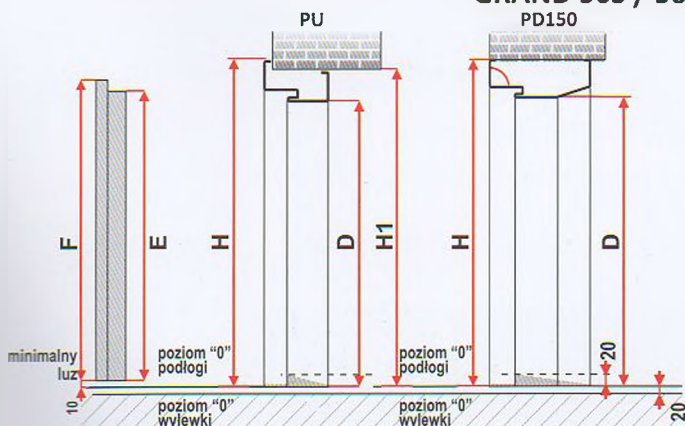 PU
PD150
F
E
H
D
H1
H
D
minimalny
luz
10
poziom "0"
podłogi
poziom "0"
wylewki
poziom "0"
podłogi
poziom "0"
wylewki
20
20